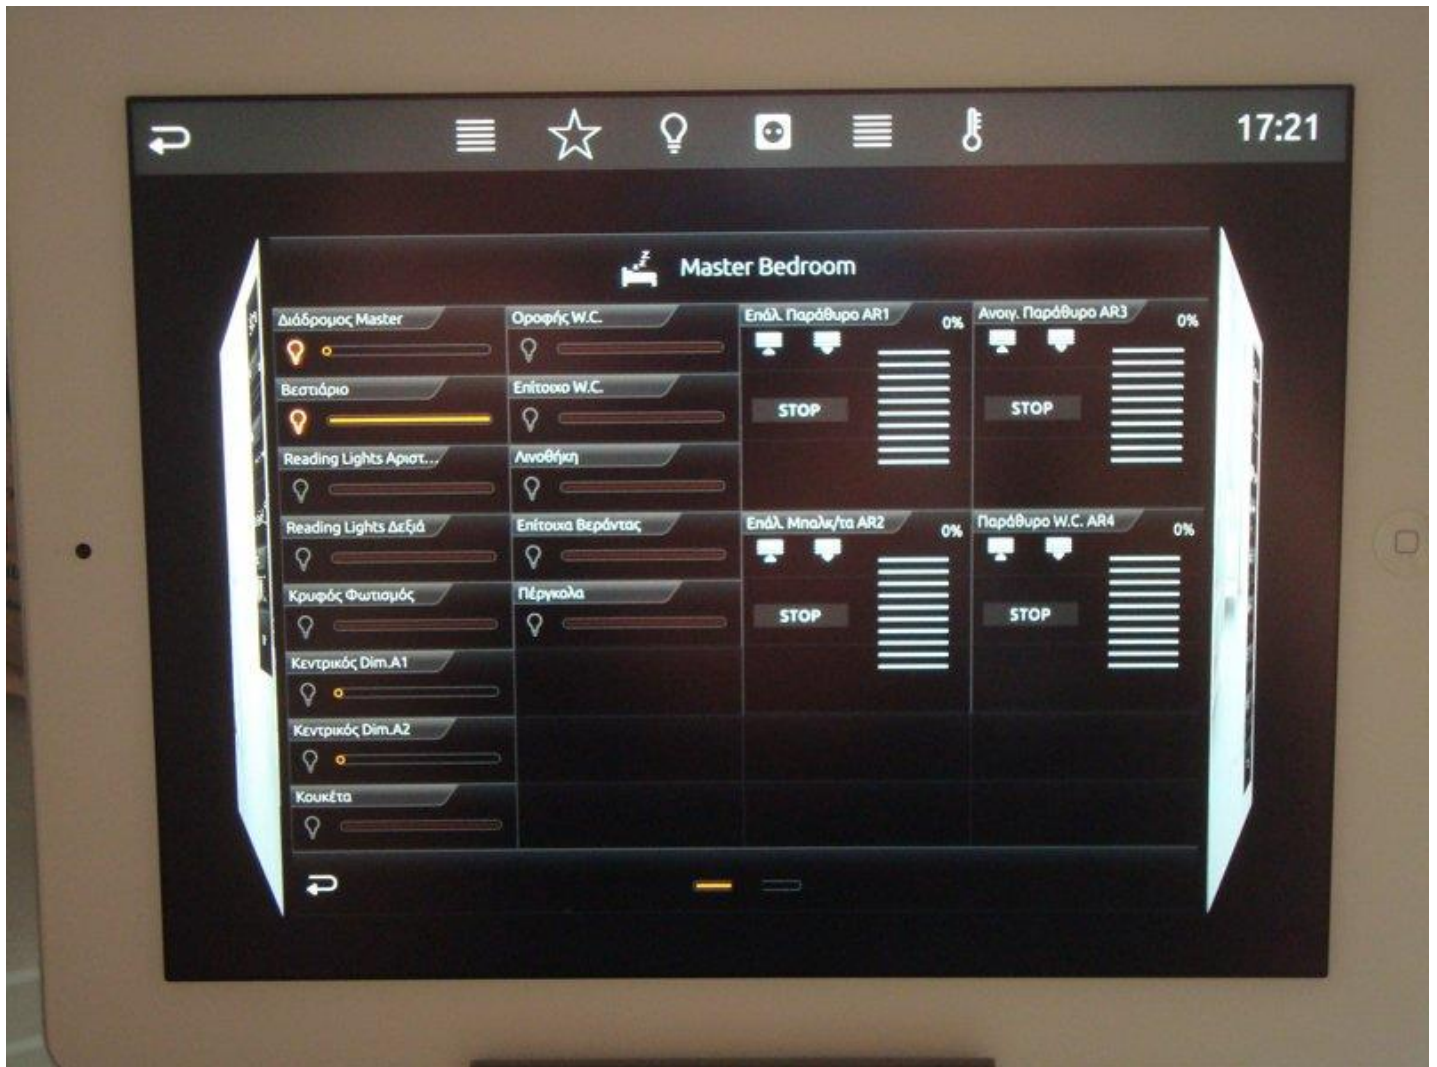 17:21
Master Bedroom
Διάδρομος Master
Βεστιάριο
Reading Lights Αριστ...
Reading Lights Δεξιά
Κρυφός Φωτισμός
Κεντρικός Dim.A1
Κεντρικός Dim.A2
Κουκέτα
Οροφής W.C.
Επίτοιχο W.C.
Λινοθήκη
Επίτοιχα Βεράντας
Πέργκολα
Επάλ. Παράθυρο AR1
0%
STOP
Επάλ. Μπαλκ/τα AR2
0%
STOP
Ανοιγ. Παράθυρο AR3
0%
STOP
Παράθυρο W.C. AR4
0%
STOP